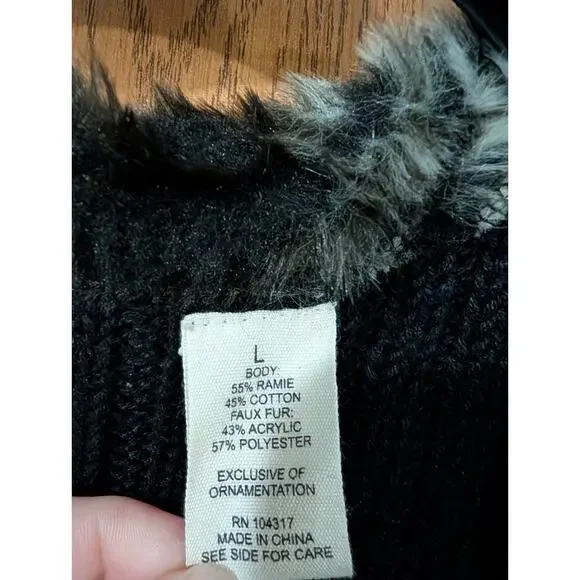 L
BODY:
55% RAMIE
45% COTTON
FAUX FUR:
43% ACRYLIC
57% POLYESTER
EXCLUSIVE OF
ORNAMENTATION
RN 104317
MADE IN CHINA
SEE SIDE FOR CARE